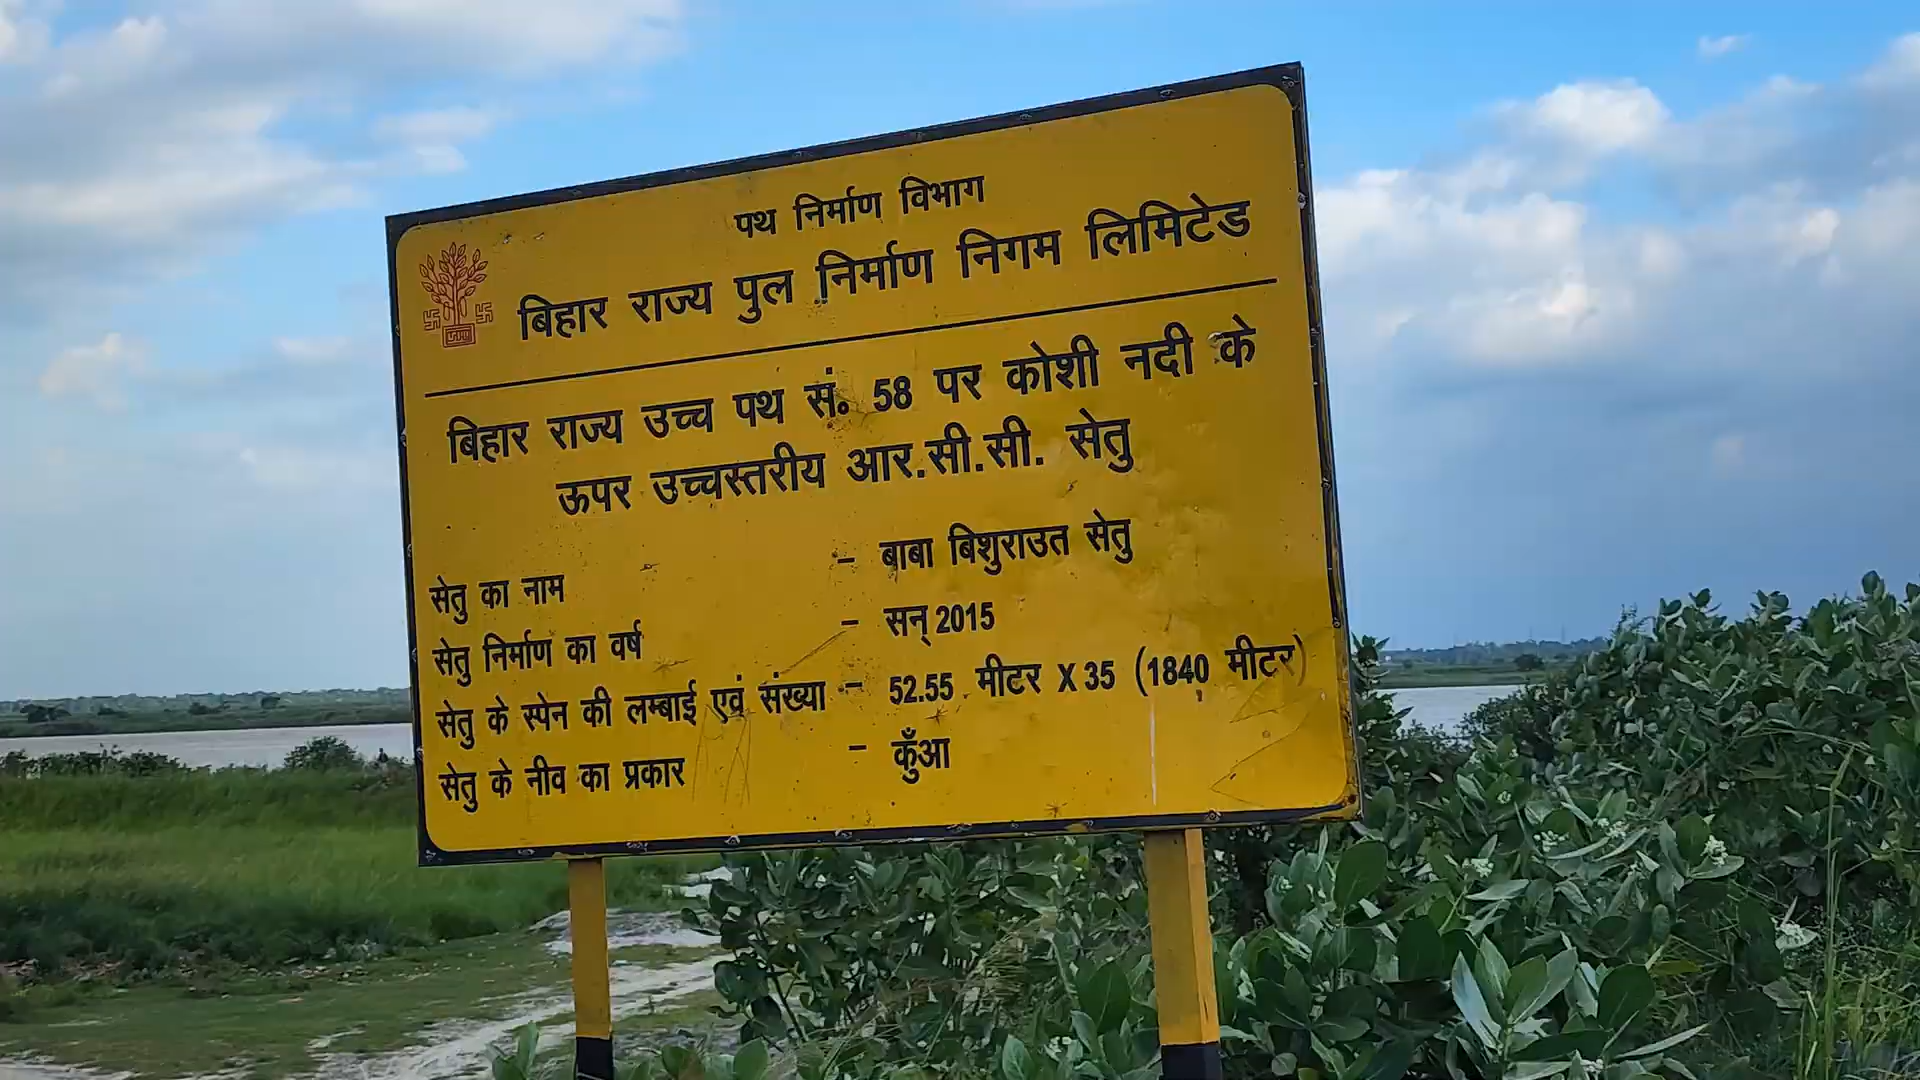 पथ निर्माण विभाग
बिहार राज्य पुल निर्माण निगम लिमिटेड
बिहार राज्य उच्च पथ सं॰ 58 पर कोशी नदी के
ऊपर उच्चस्तरीय आर.सी.सी. सेतु
सेतु का नाम – बाबा बिशुराउत सेतु
सेतु निर्माण का वर्ष – सन् 2015
सेतु के स्पेन की लम्बाई एवं संख्या – 52.55 मीटर X 35 (1840 मीटर)
सेतु के नीव का प्रकार – कुँआ